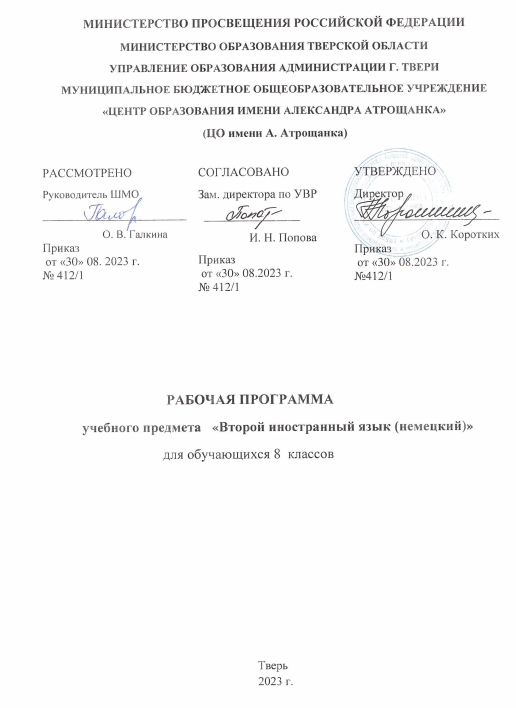 МИНИСТЕРСТВО ПРОСВЕЩЕНИЯ РОССИЙСКОЙ ФЕДЕРАЦИИ
МИНИСТЕРСТВО ОБРАЗОВАНИЯ ТВЕРСКОЙ ОБЛАСТИ
УПРАВЛЕНИЕ ОБРАЗОВАНИЯ АДМИНИСТРАЦИИ Г. ТВЕРИ
МУНИЦИПАЛЬНОЕ БЮДЖЕТНОЕ ОБЩЕОБРАЗОВАТЕЛЬНОЕ УЧРЕЖДЕНИЕ
«ЦЕНТР ОБРАЗОВАНИЯ ИМЕНИ АЛЕКСАНДРА АТРОЩАНКА»
(ЦО имени А. Атрощанка)
РАССМОТРЕНО
Руководитель ШМО
О. В. Галкина
Приказ
от «30» 08. 2023 г.
№ 412/1
СОГЛАСОВАНО
Зам. директора по УВР
И. Н. Попова
Приказ
от «30» 08.2023 г.
№ 412/1
УТВЕРЖДЕНО
Директор
О. К. Коротких
Приказ
от «30» 08.2023 г.
№412/1
РАБОЧАЯ ПРОГРАММА
учебного предмета «Второй иностранный язык (немецкий)»
для обучающихся 8 классов
Тверь
2023 г.